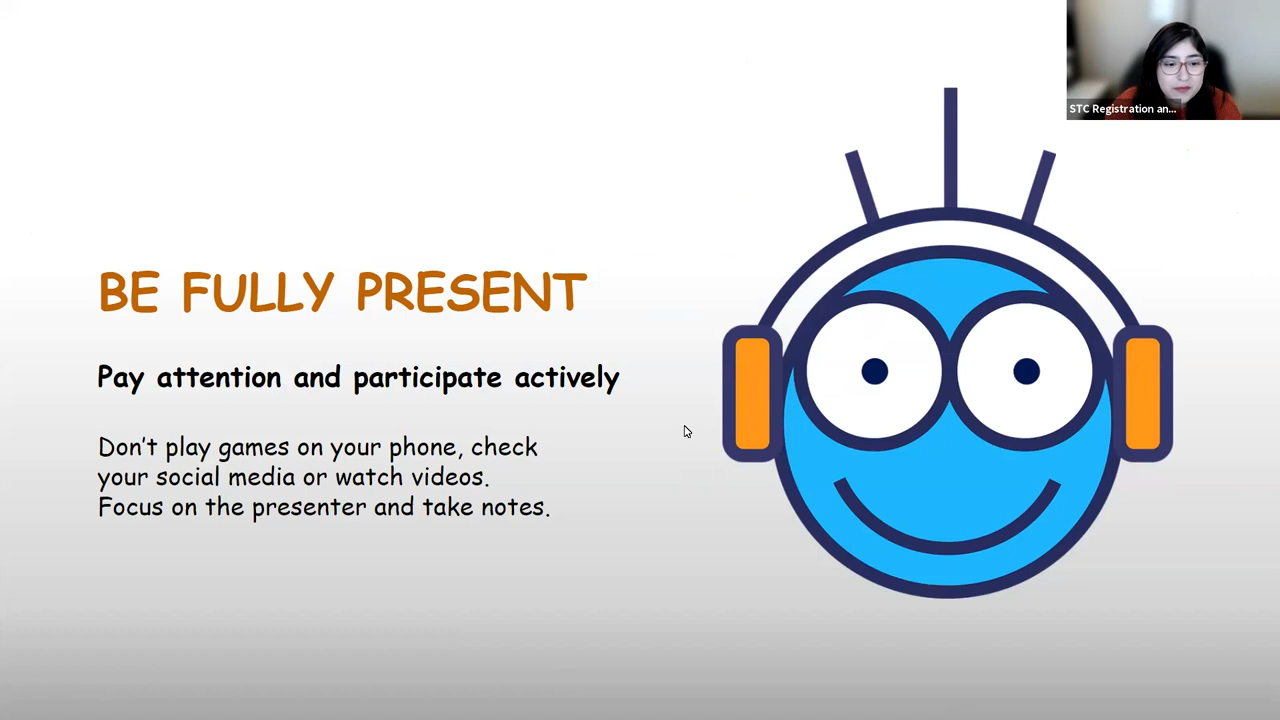 STC Registration an...
BE FULLY PRESENT
Pay attention and participate actively
Don't play games on your phone, check
your social media or watch videos.
Focus on the presenter and take notes.